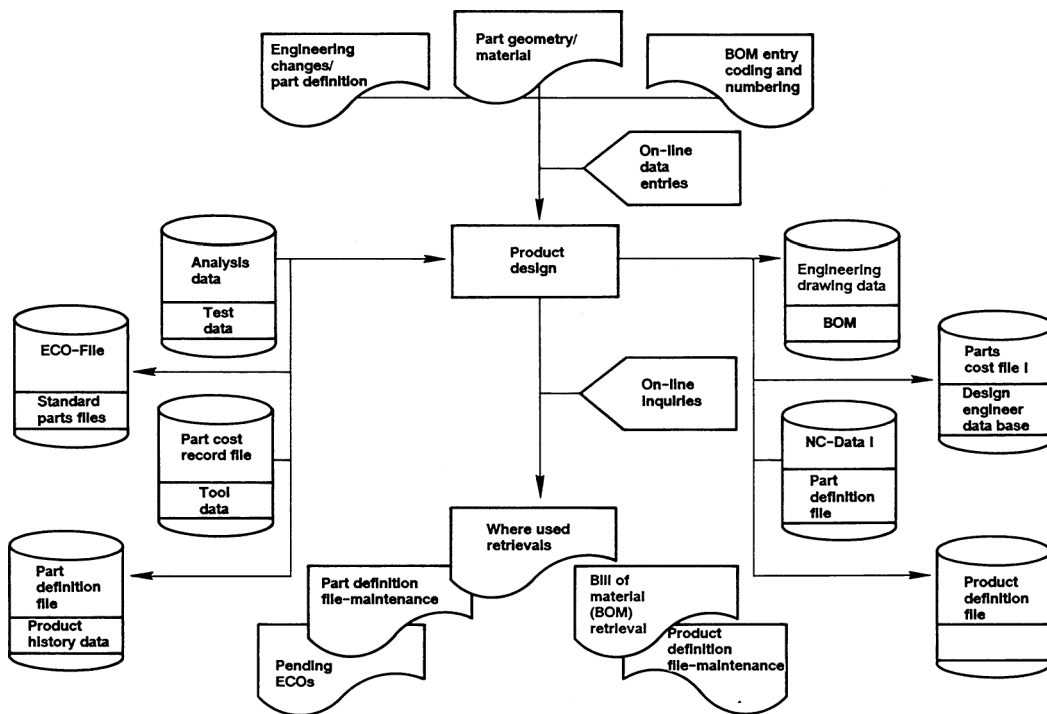 Engineering
changes/
part definition
Part geometry/
material
BOM entry
coding and
numbering
On-line
data
entries
Analysis
data
Test
data
Product
design
Engineering
drawing data
BOM
ECO-File
Standard
parts files
Parts
cost file I
Design
engineer
data base
On-line
inquiries
Part cost
record file
Tool
data
NC-Data I
Part
definition
file
Where used
retrievals
Part
definition
file
Product
history data
Part definition
file-maintenance
Bill of
material
(BOM)
retrieval
Product
definition
file
Pending
ECOs
Product
definition
file-maintenance